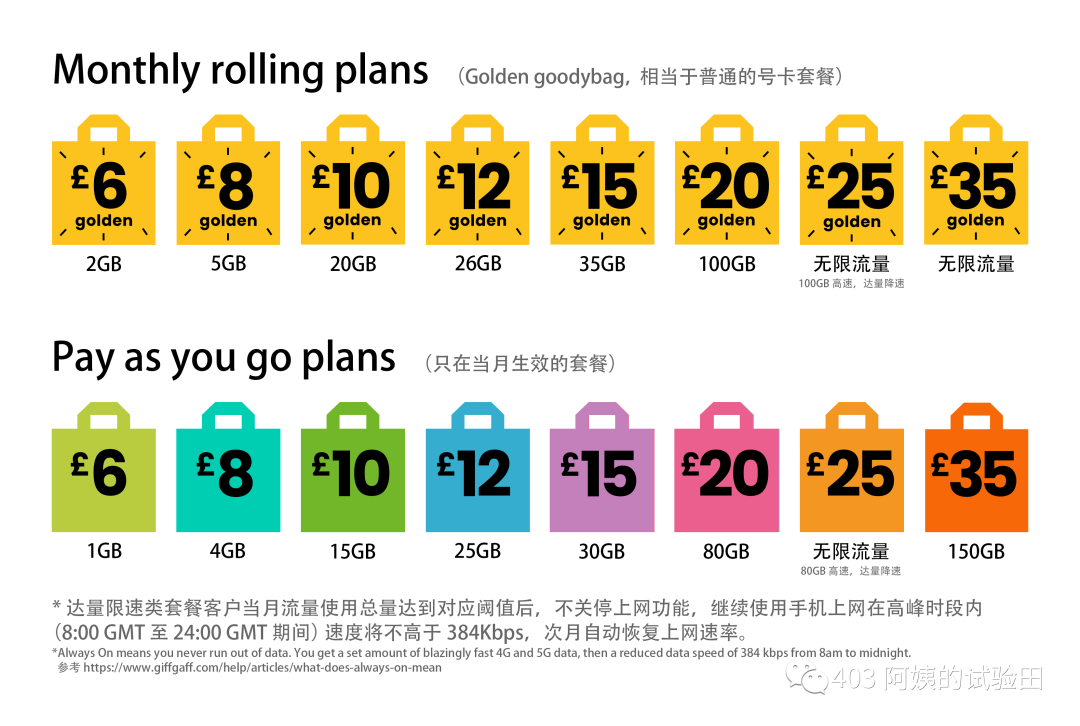 Monthly rolling plans （Golden goodybag，相当于普通的号卡套餐）
£6 £8 £10 £12 £15 £20 £25 £35
golden golden golden golden golden golden golden golden
2GB 5GB 20GB 26GB 35GB 100GB 无限流量 无限流量
100GB 高速，达量降速
Pay as you go plans （只在当月生效的套餐）
£6 £8 £10 £12 £15 £20 £25 £35
1GB 4GB 15GB 25GB 30GB 80GB 无限流量 150GB
80GB 高速，达量降速
* 达量限速类套餐客户当月流量使用总量达到对应阈值后，不关停上网功能，继续使用手机上网在高峰时段内
（8:00 GMT 至 24:00 GMT 期间）速度将不高于 384Kbps，次月自动恢复上网速率。
*Always On means you never run out of data. You get a set amount of blazingly fast 4G and 5G data, then a reduced data speed of 384 kbps from 8am to midnight.
参考 https://www.giffgaff.com/help/articles/what-does-always-on-mean
403 阿姨的试验田